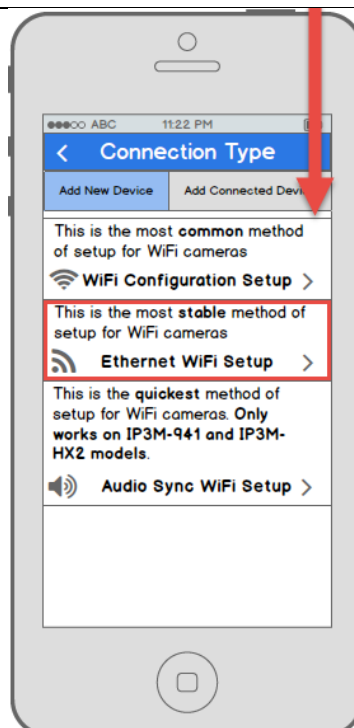 ABC 11:22 PM
< Connection Type
Add New Device Add Connected
This is the most common method
of setup for WiFi cameras
WiFi Configuration Setup >
This is the most stable method of
setup for WiFi cameras
Ethernet WiFi Setup >
This is the quickest method of
setup for WiFi cameras. Only
works on IP3M-941 and IP3M-
HX2 models.
Audio Sync WiFi Setup >